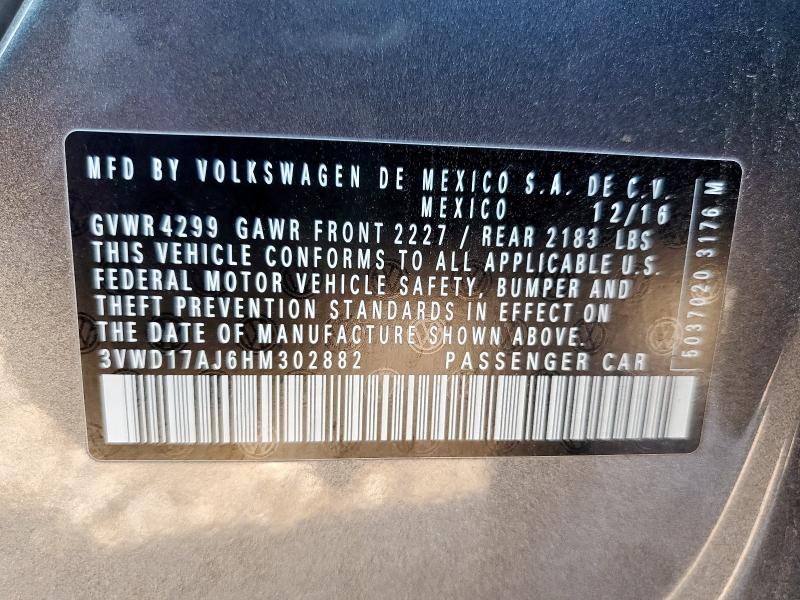 MFD BY VOLKSWAGEN DE MEXICO S.A. DE C.V.
MEXICO 12/16
GVWR 4299 GAWR FRONT 2227 / REAR 2183 LBS
THIS VEHICLE CONFORMS TO ALL APPLICABLE U.S.
FEDERAL MOTOR VEHICLE SAFETY, BUMPER AND
THEFT PREVENTION STANDARDS IN EFFECT ON
THE DATE OF MANUFACTURE SHOWN ABOVE.
3VWD17AJ6HM302882 PASSENGER CAR
5037020 3176 M